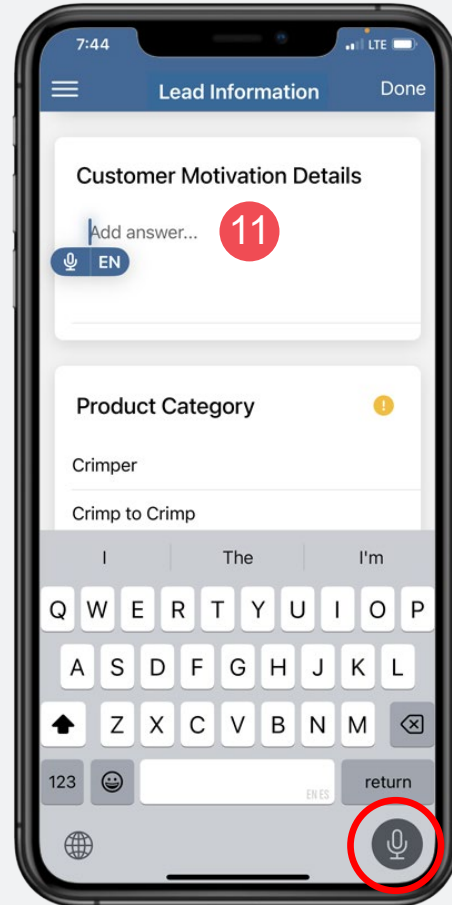 7:44
LTE
Lead Information
Done
Customer Motivation Details
Add answer...
11
EN
Product Category
!
Crimper
Crimp to Crimp
I The I'm
Q W E R T Y U I O P
A S D F G H J K L
Z X C V B N M
123
EN ES
return